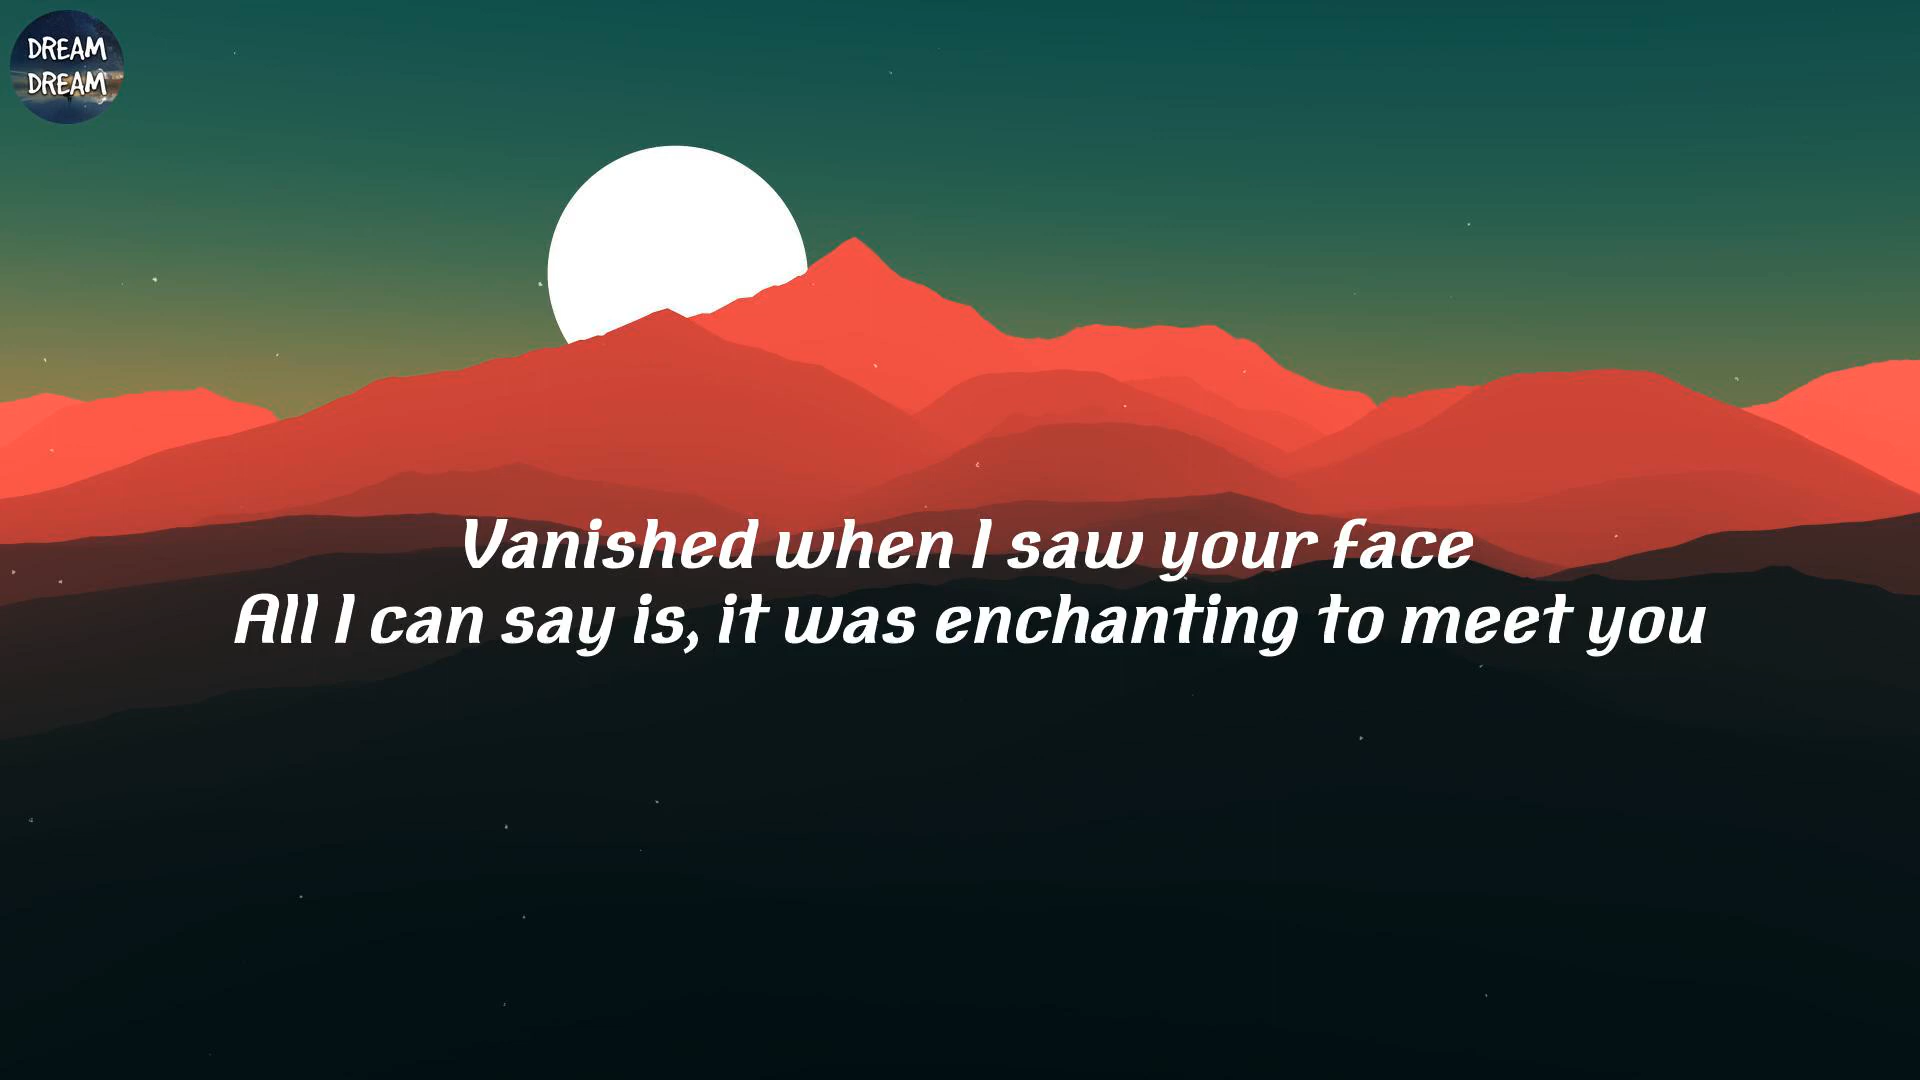 DREAM
DREAM
Vanished when I saw your face
All I can say is, it was enchanting to meet you